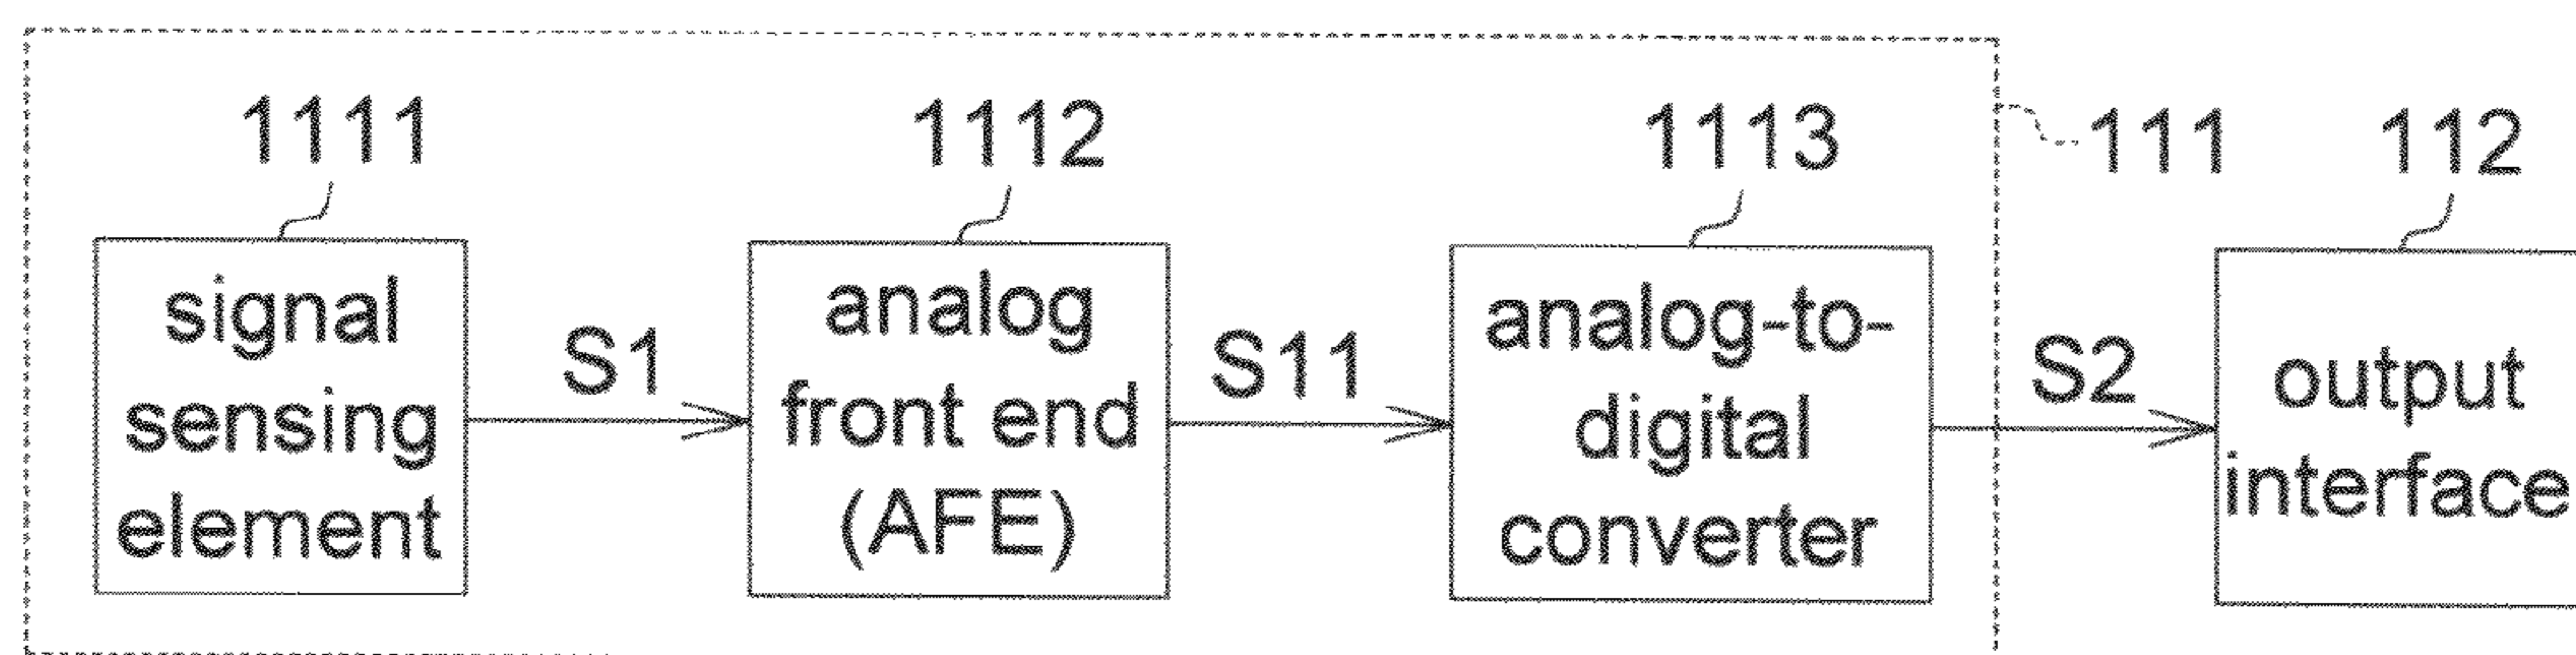 1111
1112
1113
111
112
signal
sensing
element
S1
analog
front end
(AFE)
S11
analog-to-
digital
converter
S2
output
interface